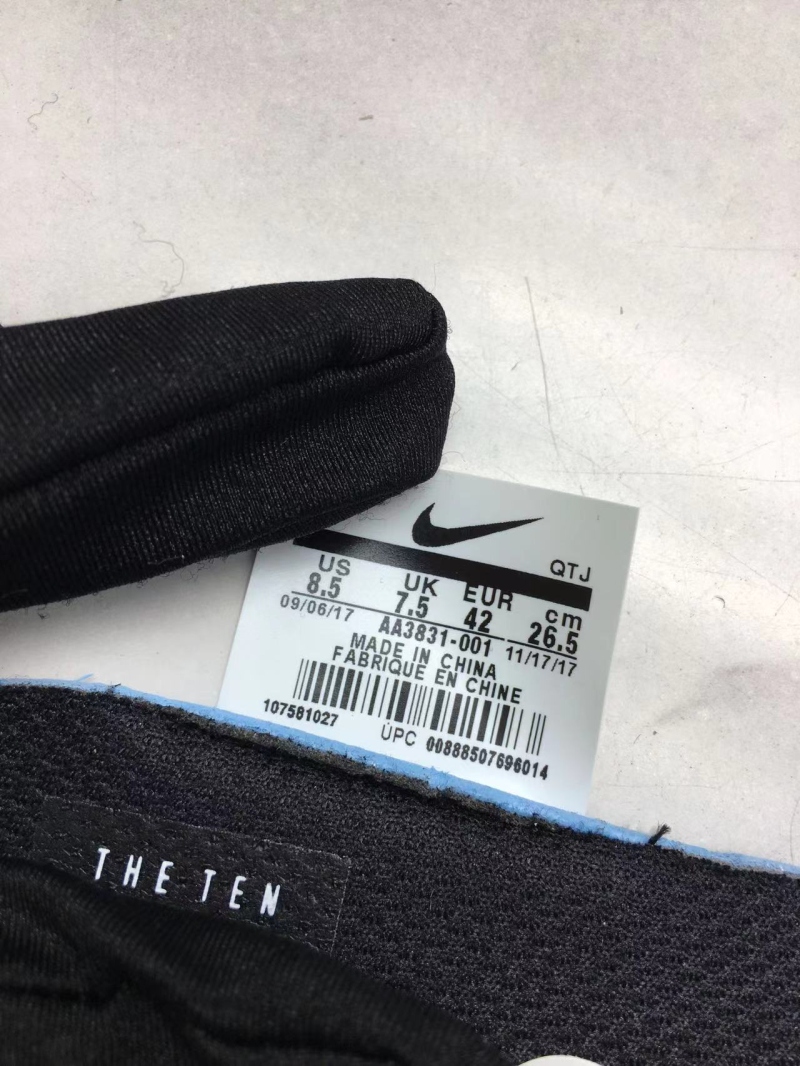 QTJ
US UK EUR cm
8.5 7.5 42 26.5
09/06/17 AA3831-001 11/17/17
MADE IN CHINA
FABRIQUE EN CHINE
107581027 UPC 00888507696014
THE TEN